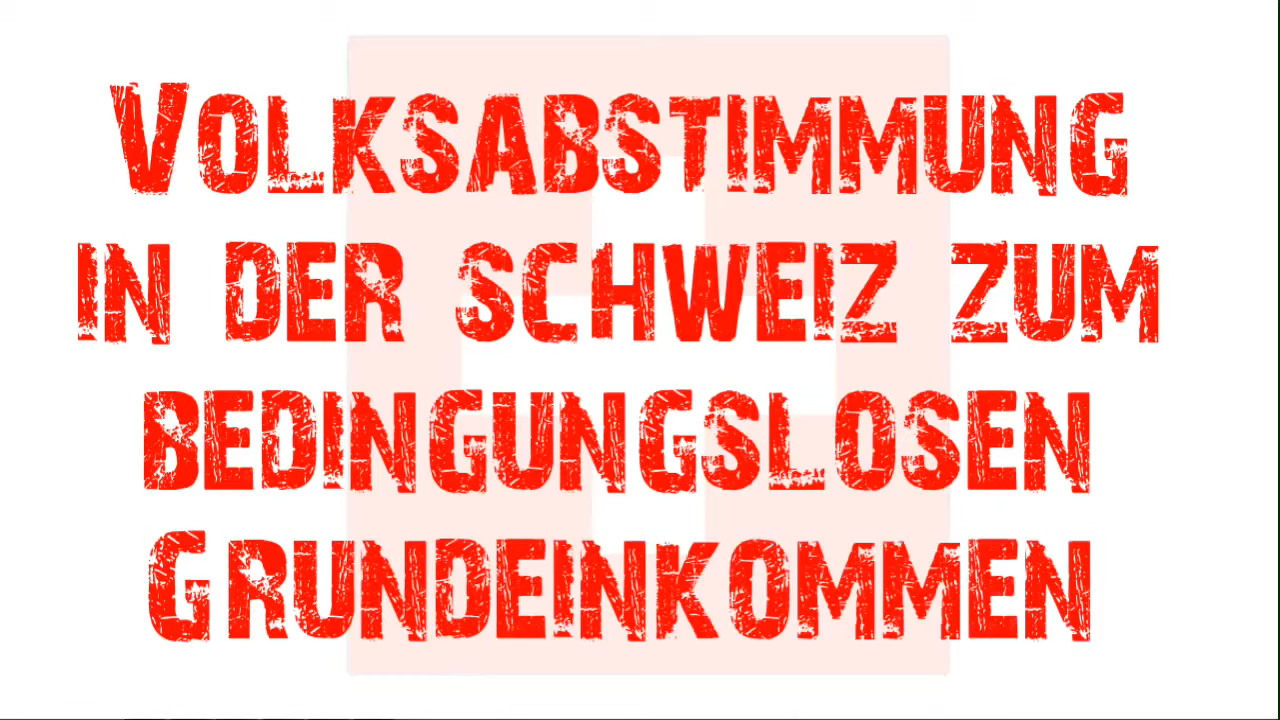 Volksabstimmung
in der Schweiz zum
bedingungslosen
Grundeinkommen